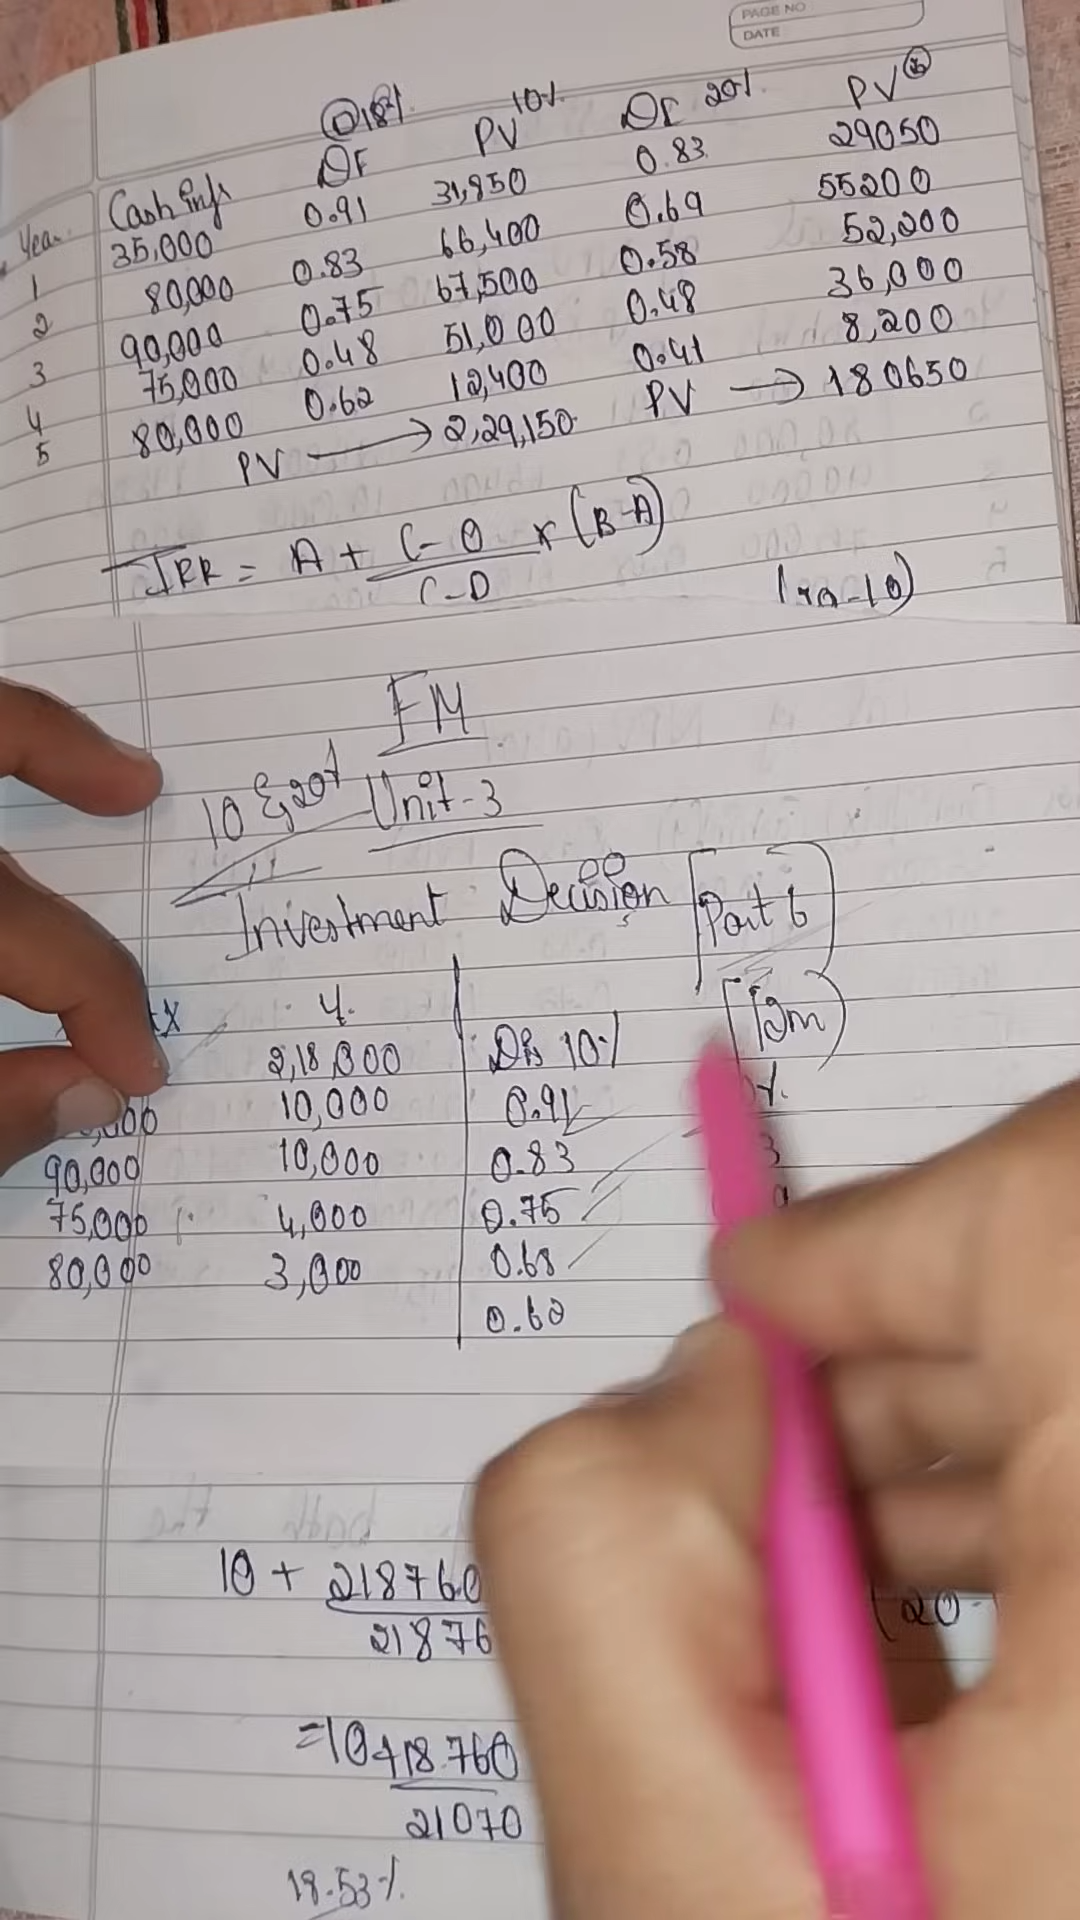 PAGE NO
DATE
10% 10% 20%
Year Cash Infl DF PV DF PV
1 35,000 0.91 31,850 0.83 29050
2 80,000 0.83 66,400 0.69 55200
3 90,000 0.75 67,500 0.58 52,200
4 75,000 0.48 51,000 0.48 36,000
5 80,000 0.62 12,400 0.41 8,200
PV → 2,29,150 PV → 180650
IRR = A + C-O × (B-A)
C-D
FM
10 & 20%
Unit-3
Investment Decision [Part 6]
[12m]
X Y
2,18,000 Dis 10%
10,000 0.91
90,000 10,000 0.83
75,000 4,000 0.75
80,000 3,000 0.68
0.62
10 + 218760
21876
(20-
=10+18760
21070
18.53%